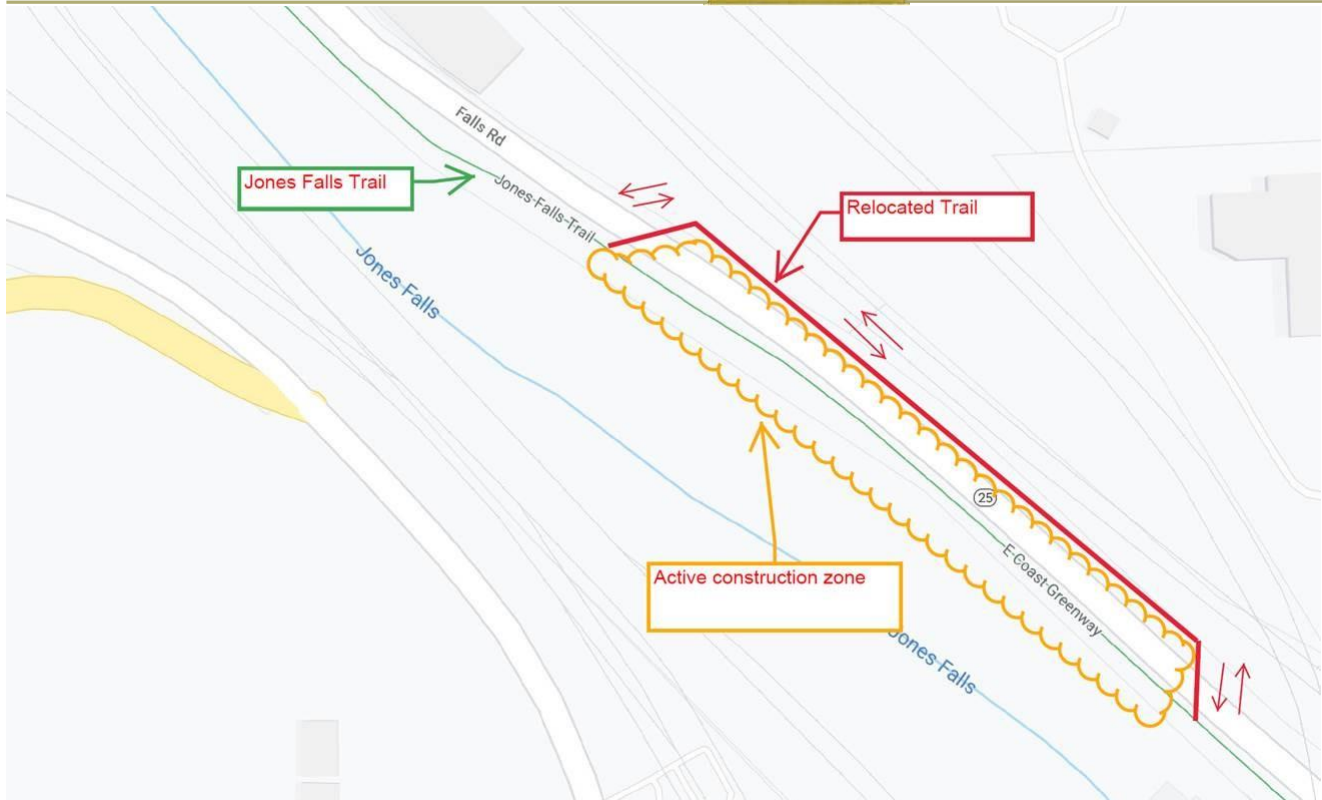 Falls Rd
Jones Falls Trail
Jones-Falls-Trail
Relocated Trail
Jones Falls
25
E-Coast-Greenway
Active construction zone
Jones Falls